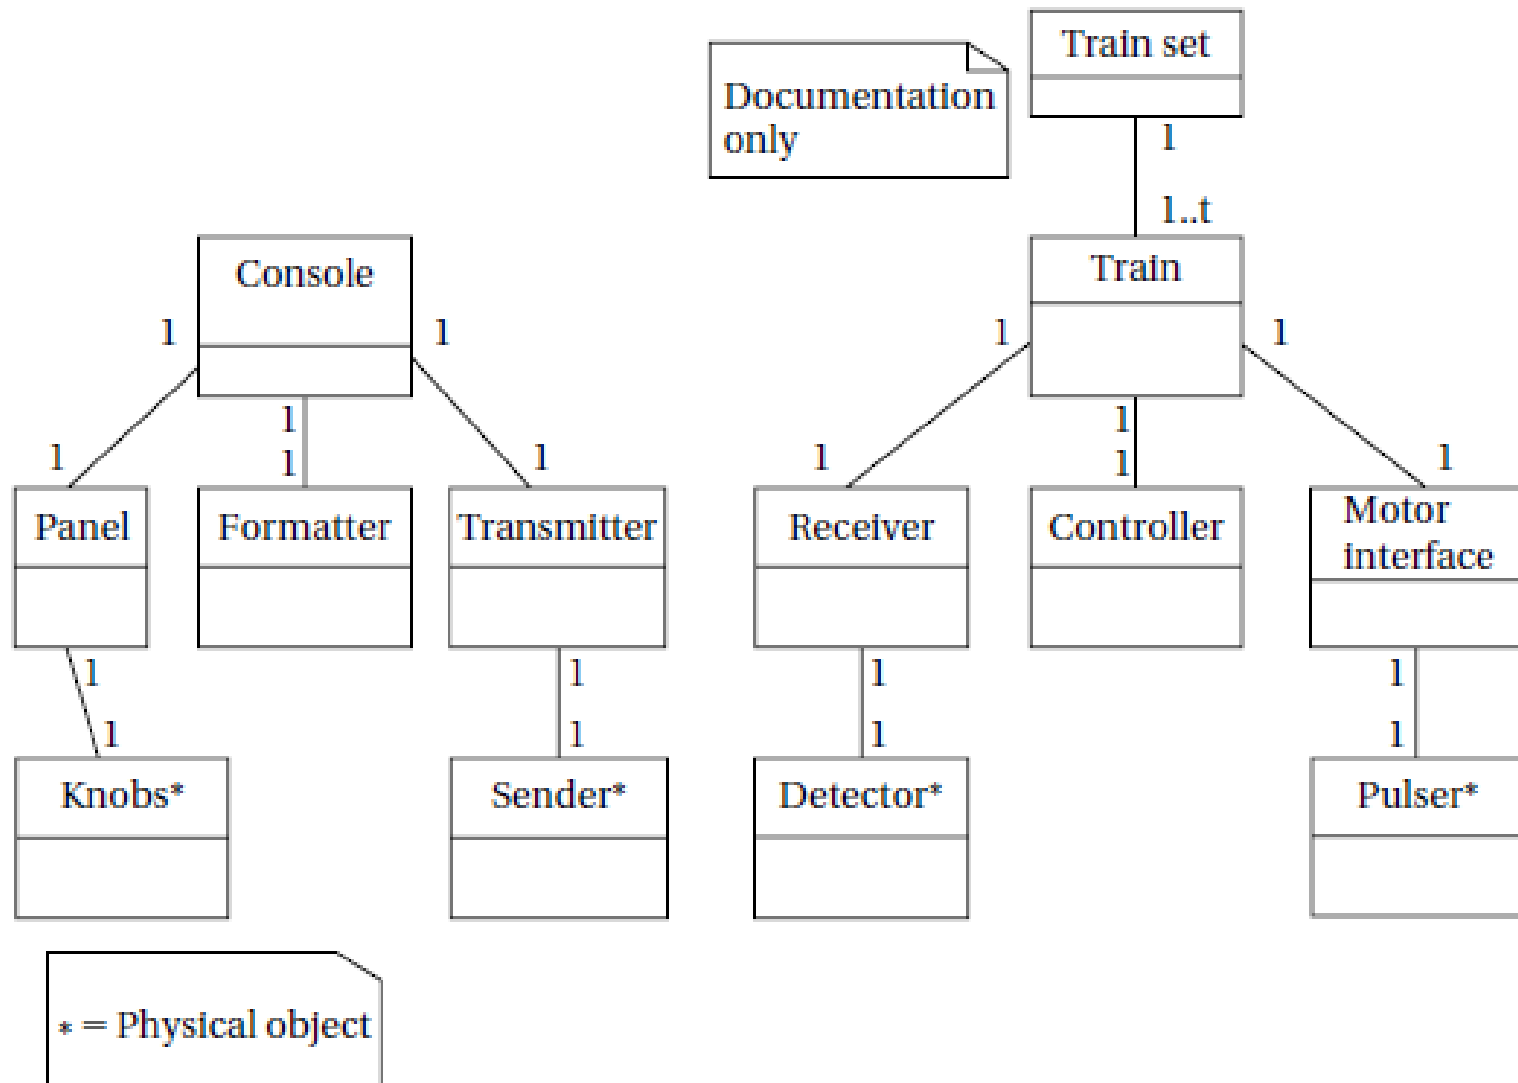 Train set
Documentation
only
1
1..t
Console
Train
1 1 1 1
1 1
1 1 1 1 1 1
Panel Formatter Transmitter Receiver Controller Motor
interface
1 1 1 1
1 1 1 1
Knobs* Sender* Detector* Pulser*
* = Physical object